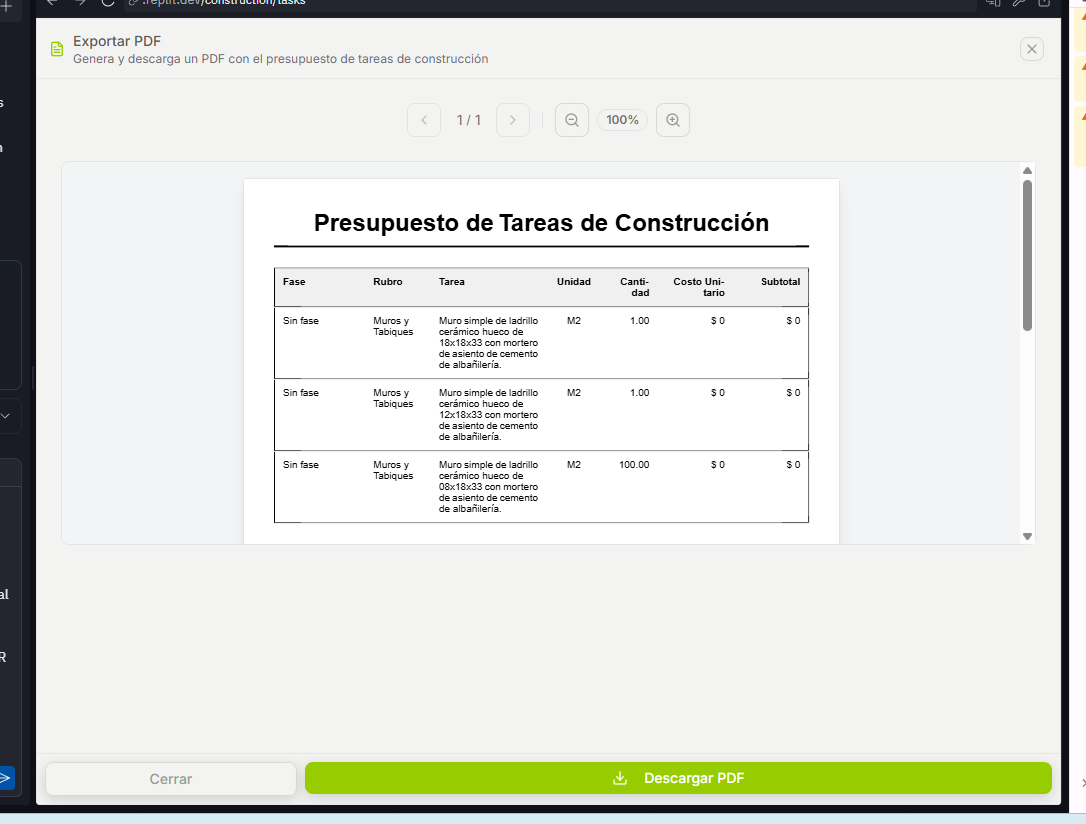 .replit.dev/construction/tasks
Exportar PDF
Genera y descarga un PDF con el presupuesto de tareas de construcción
1 / 1
100%
Presupuesto de Tareas de Construcción
Fase Rubro Tarea Unidad Canti- Costo Uni- Subtotal
dad tario
Sin fase Muros y Muro simple de ladrillo M2 1.00 $ 0 $ 0
Tabiques cerámico hueco de
18x18x33 con mortero
de asiento de cemento
de albañilería.
Sin fase Muros y Muro simple de ladrillo M2 1.00 $ 0 $ 0
Tabiques cerámico hueco de
12x18x33 con mortero
de asiento de cemento
de albañilería.
Sin fase Muros y Muro simple de ladrillo M2 100.00 $ 0 $ 0
Tabiques cerámico hueco de
08x18x33 con mortero
de asiento de cemento
de albañilería.
Cerrar
Descargar PDF